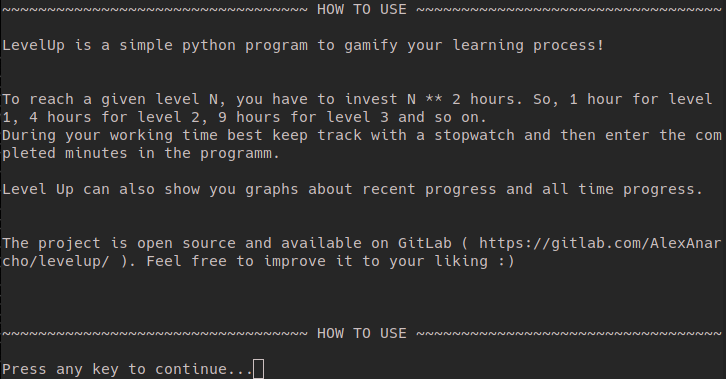 ~~~~~~~~~~~~~~~~~~~~~~~~~~~~~~~~~~ HOW TO USE ~~~~~~~~~~~~~~~~~~~~~~~~~~~~~~~~~~
LevelUp is a simple python program to gamify your learning process!
To reach a given level N, you have to invest N ** 2 hours. So, 1 hour for level
1, 4 hours for level 2, 9 hours for level 3 and so on.
During your working time best keep track with a stopwatch and then enter the com
pleted minutes in the programm.
Level Up can also show you graphs about recent progress and all time progress.
The project is open source and available on GitLab ( https://gitlab.com/AlexAnar
cho/levelup/ ). Feel free to improve it to your liking :)
~~~~~~~~~~~~~~~~~~~~~~~~~~~~~~~~~~ HOW TO USE ~~~~~~~~~~~~~~~~~~~~~~~~~~~~~~~~~~
Press any key to continue...